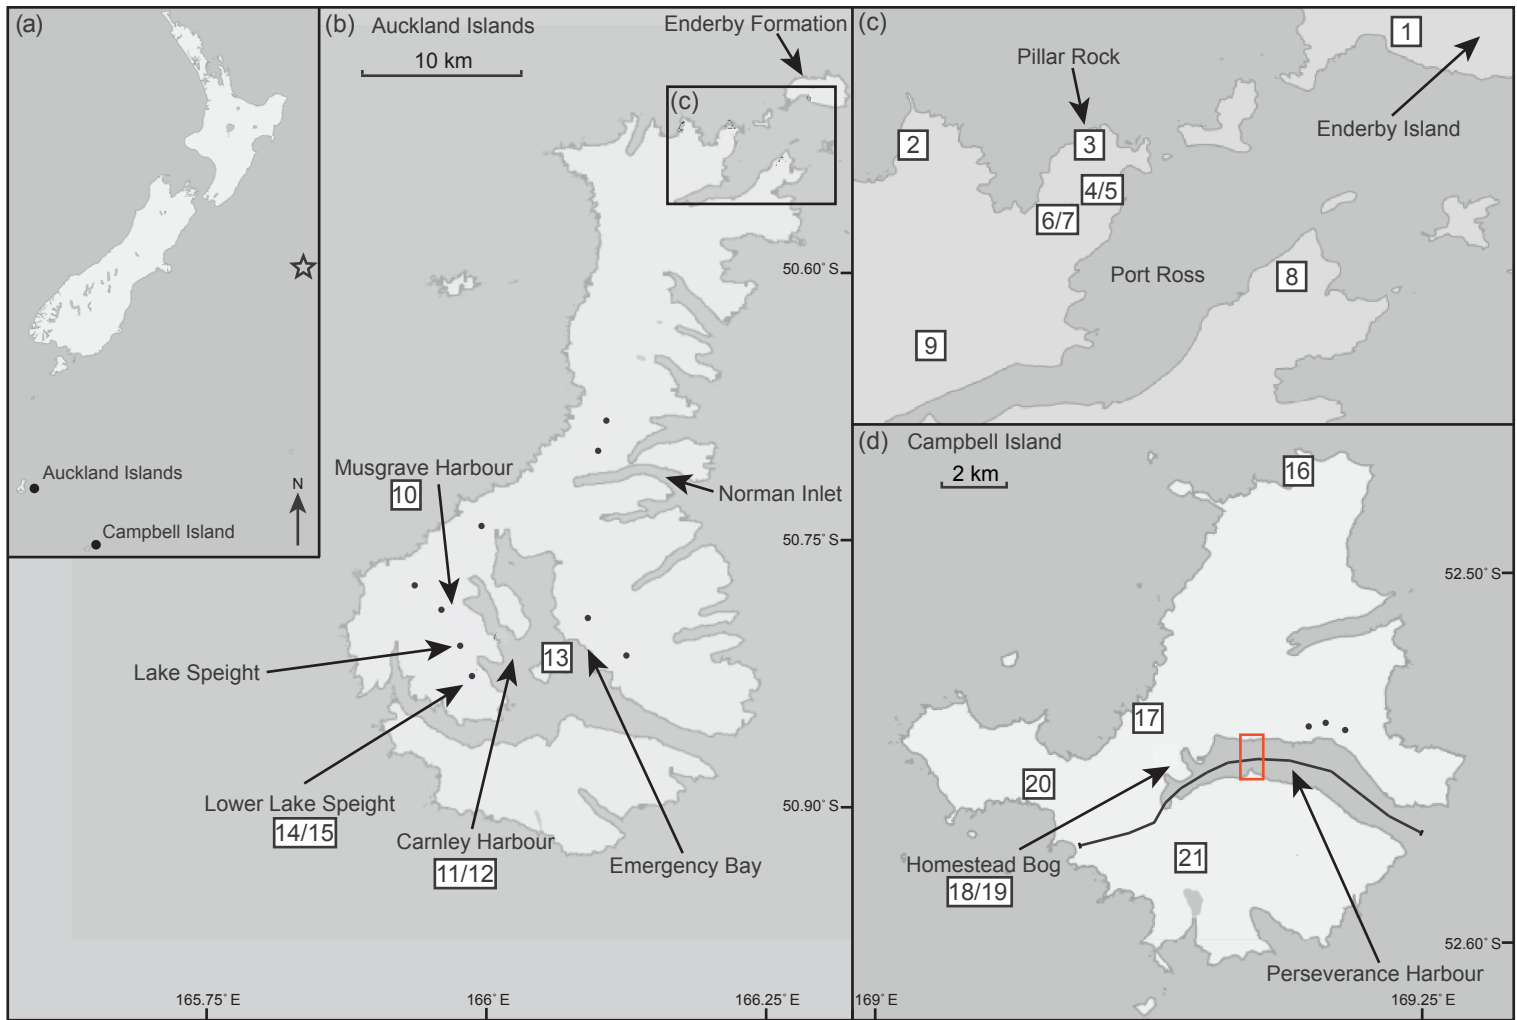 (a)
N
Auckland Islands
Campbell Island
(b)
Auckland Islands
10 km
Enderby Formation
(c)
50.60° S
Musgrave Harbour
10
Norman Inlet
50.75° S
13
Lake Speight
50.90° S
Lower Lake Speight
14/15
Carnley Harbour
11/12
Emergency Bay
165.75° E
166° E
166.25° E
(c)
1
Pillar Rock
Enderby Island
2
3
4/5
6/7
Port Ross
8
9
(d)
Campbell Island
2 km
16
52.50° S
17
20
Homestead Bog
18/19
21
52.60° S
Perseverance Harbour
169° E
169.25° E